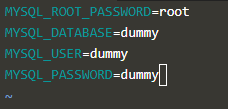 MYSQL_ROOT_PASSWORD=root
MYSQL_DATABASE=dummy
MYSQL_USER=dummy
MYSQL_PASSWORD=dummy
~